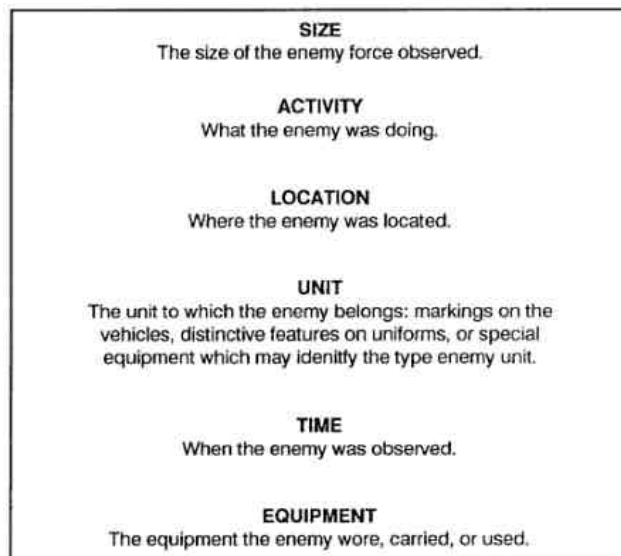 SIZE
The size of the enemy force observed.
ACTIVITY
What the enemy was doing.
LOCATION
Where the enemy was located.
UNIT
The unit to which the enemy belongs: markings on the
vehicles, distinctive features on uniforms, or special
equipment which may idenitfy the type enemy unit.
TIME
When the enemy was observed.
EQUIPMENT
The equipment the enemy wore, carried, or used.